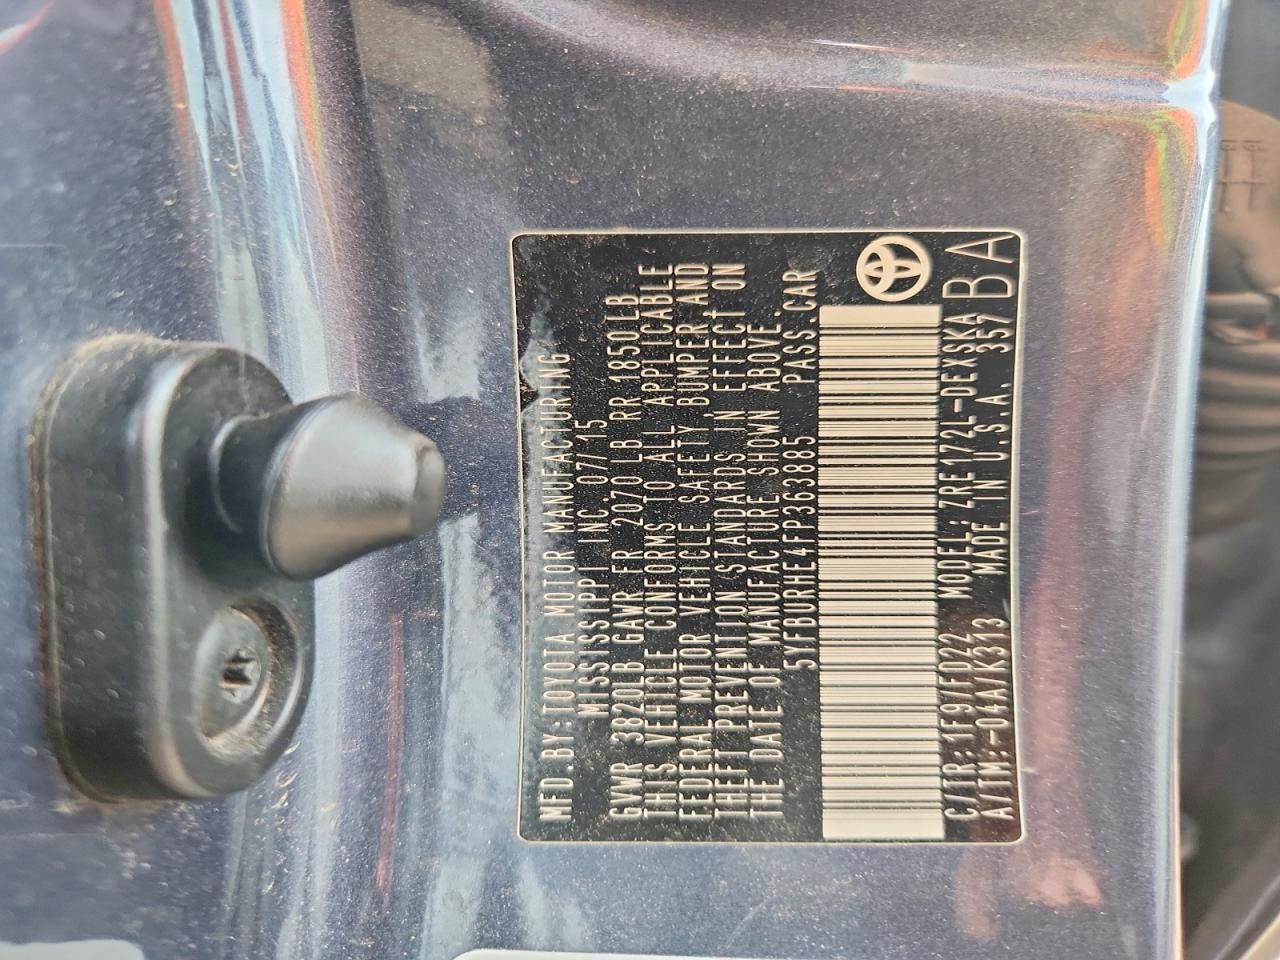 MFD.BY:TOYOTA MOTOR MANUFACTURING
MISSISSIPPI INC 07/15
GVWR 3820LB GAWR FR 2070LB RR 1850LB
THIS VEHICLE CONFORMS TO ALL APPLICABLE
FEDERAL MOTOR VEHICLE SAFETY, BUMPER AND
THEFT PREVENTION STANDARDS IN EFFECT ON
THE DATE OF MANUFACTURE SHOWN ABOVE.
5YFBURHE4FP363885 PASS.CAR
C/TR:1F9/FD22 MODEL:ZRE172L-DEXSKA BA
A/TM:-04A/K313 MADE IN U.S.A. 357 BA